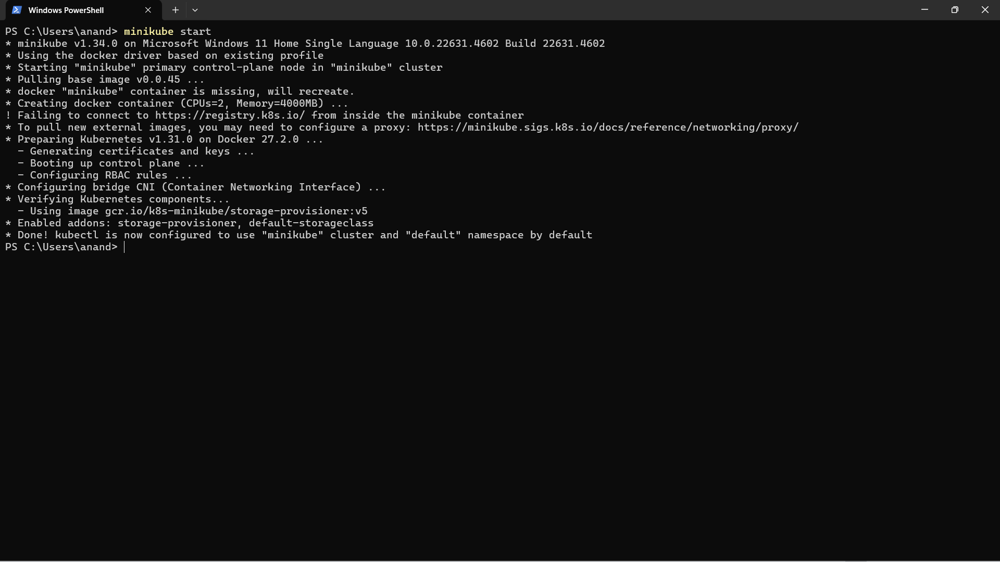 Windows PowerShell
PS C:\Users\anand> minikube start
* minikube v1.34.0 on Microsoft Windows 11 Home Single Language 10.0.22631.4602 Build 22631.4602
* Using the docker driver based on existing profile
* Starting "minikube" primary control-plane node in "minikube" cluster
* Pulling base image v0.0.45 ...
* docker "minikube" container is missing, will recreate.
* Creating docker container (CPUs=2, Memory=4000MB) ...
! Failing to connect to https://registry.k8s.io/ from inside the minikube container
* To pull new external images, you may need to configure a proxy: https://minikube.sigs.k8s.io/docs/reference/networking/proxy/
* Preparing Kubernetes v1.31.0 on Docker 27.2.0 ...
  - Generating certificates and keys ...
  - Booting up control plane ...
  - Configuring RBAC rules ...
* Configuring bridge CNI (Container Networking Interface) ...
* Verifying Kubernetes components...
  - Using image gcr.io/k8s-minikube/storage-provisioner:v5
* Enabled addons: storage-provisioner, default-storageclass
* Done! kubectl is now configured to use "minikube" cluster and "default" namespace by default
PS C:\Users\anand>